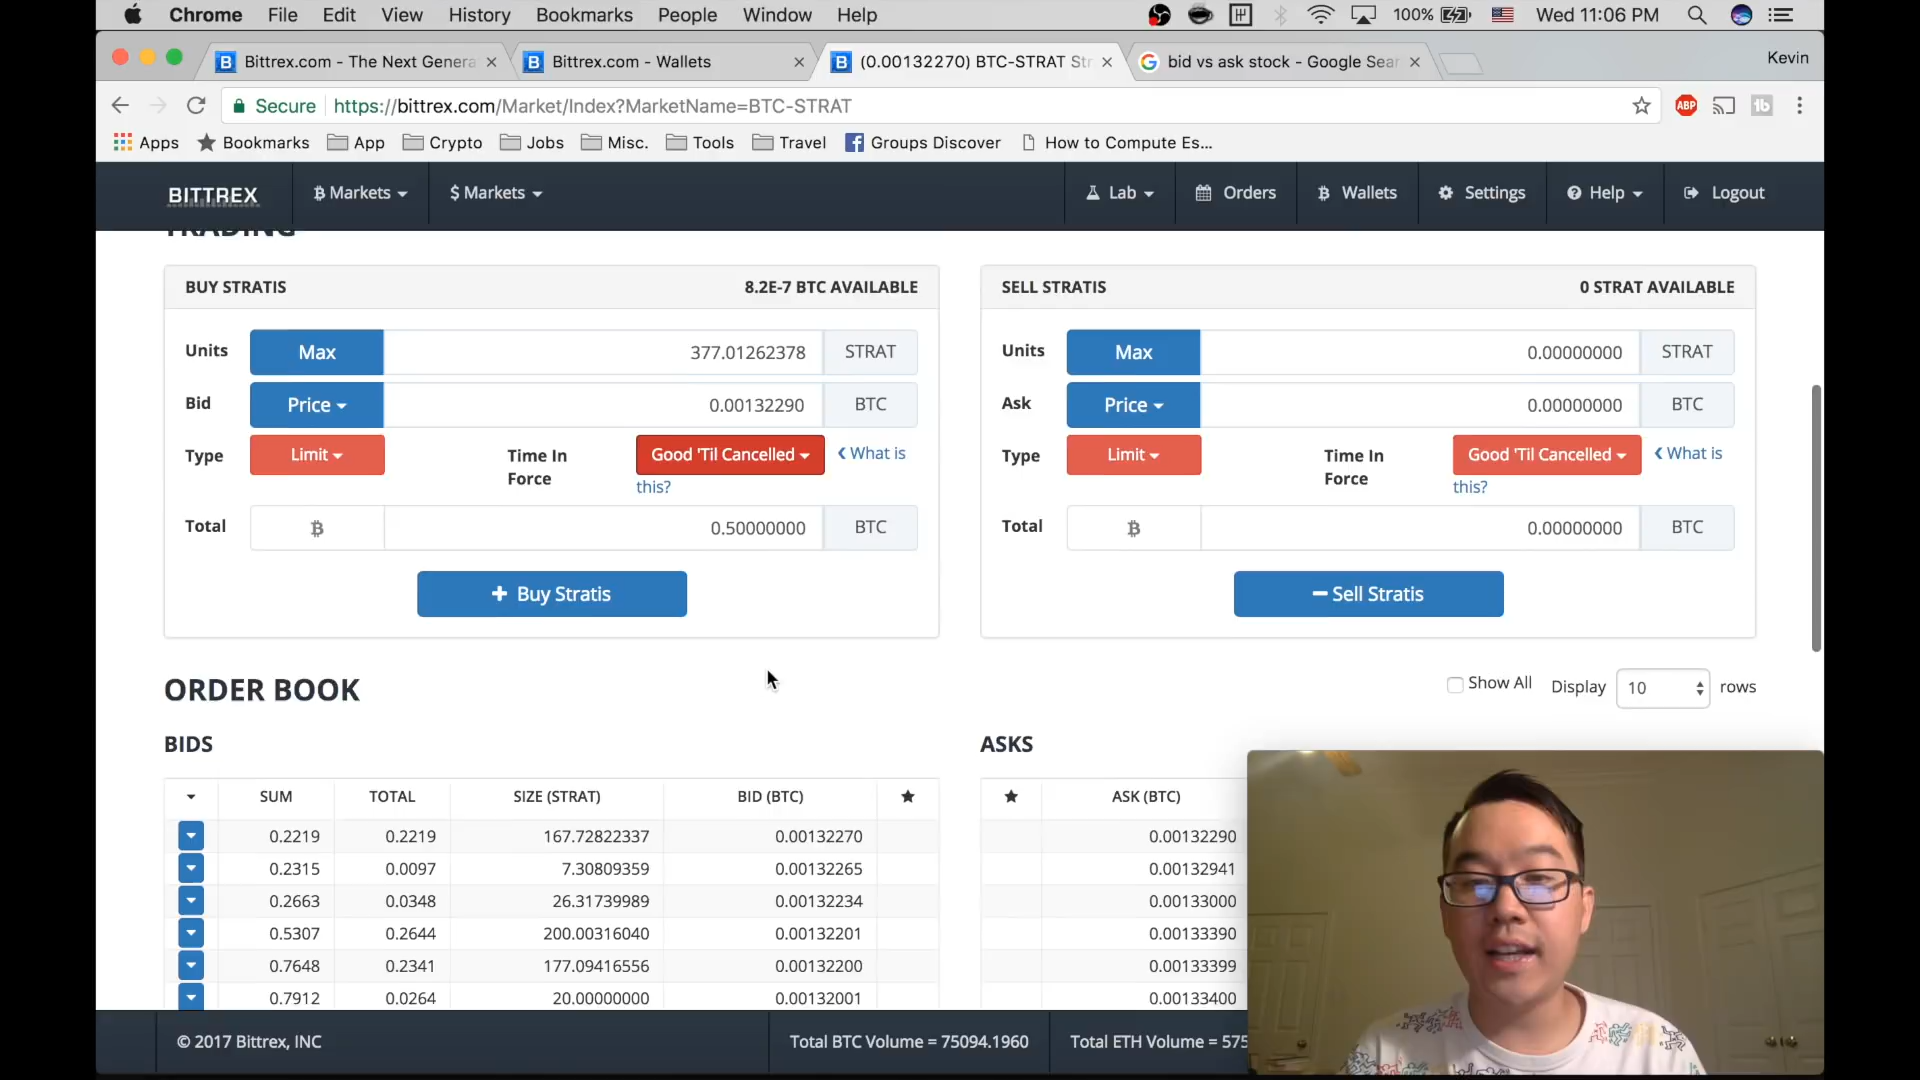 Chrome File Edit View History Bookmarks People Window Help 100% Wed 11:06 PM
Bittrex.com - The Next Genera Bittrex.com - Wallets (0.00132270) BTC-STRAT Str bid vs ask stock - Google Sear Kevin
Secure https://bittrex.com/Market/Index?MarketName=BTC-STRAT ABP
Apps Bookmarks App Crypto Jobs Misc. Tools Travel Groups Discover How to Compute Es...
BITTREX Markets $ Markets Lab Orders Wallets Settings Help Logout
TRADING
BUY STRATIS 8.2E-7 BTC AVAILABLE
Units Max 377.01262378 STRAT
Bid Price 0.00132290 BTC
Type Limit Time In Force Good 'Til Cancelled What is this?
Total 0.50000000 BTC
+ Buy Stratis
SELL STRATIS 0 STRAT AVAILABLE
Units Max 0.00000000 STRAT
Ask Price 0.00000000 BTC
Type Limit Time In Force Good 'Til Cancelled What is this?
Total 0.00000000 BTC
Sell Stratis
ORDER BOOK Show All Display 10 rows
BIDS
SUM TOTAL SIZE (STRAT) BID (BTC)
0.2219 0.2219 167.72822337 0.00132270
0.2315 0.0097 7.30809359 0.00132265
0.2663 0.0348 26.31739989 0.00132234
0.5307 0.2644 200.00316040 0.00132201
0.7648 0.2341 177.09416556 0.00132200
0.7912 0.0264 20.00000000 0.00132001
ASKS
ASK (BTC)
0.00132290
0.00132941
0.00133000
0.00133390
0.00133399
0.00133400
© 2017 Bittrex, INC Total BTC Volume = 75094.1960 Total ETH Volume = 575